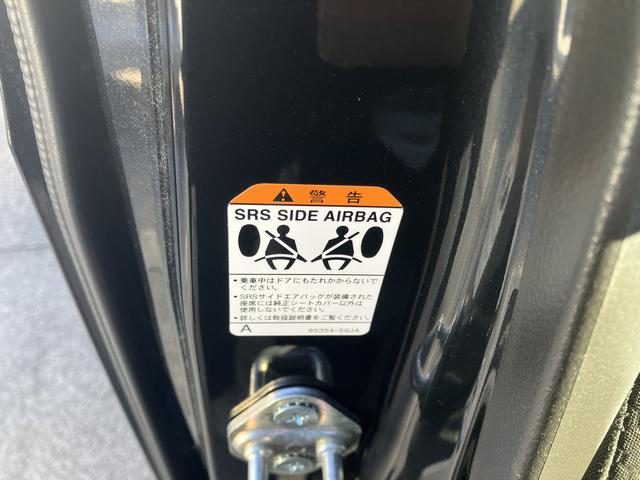 警告
SRS SIDE AIRBAG
・乗車中はドアにもたれかからないで
ください。
・SRSサイドエアバッグが装備された
座席には純正シートカバー以外は
使用しないでください。
・詳しくは取扱説明書をご覧ください。
A 85354-59JA